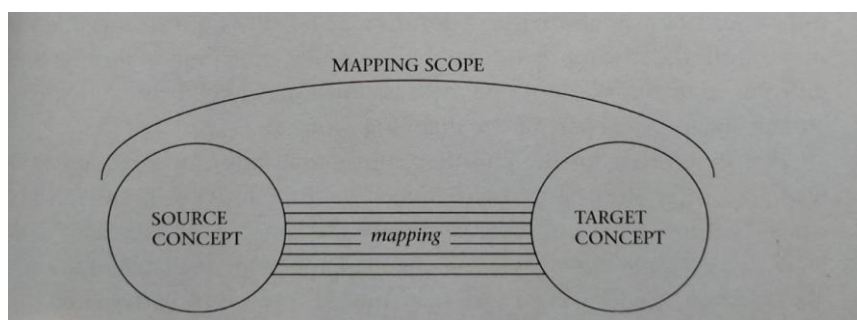 MAPPING SCOPE
SOURCE
CONCEPT
mapping
TARGET
CONCEPT